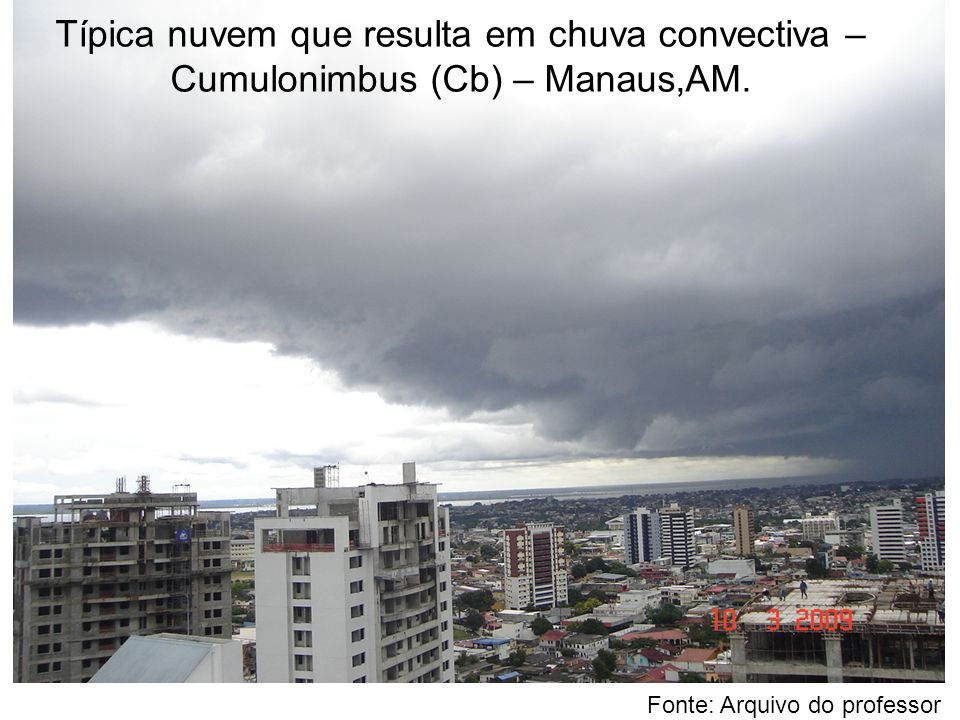 Típica nuvem que resulta em chuva convectiva –
Cumulonimbus (Cb) – Manaus,AM.
10 3 2009
Fonte: Arquivo do professor